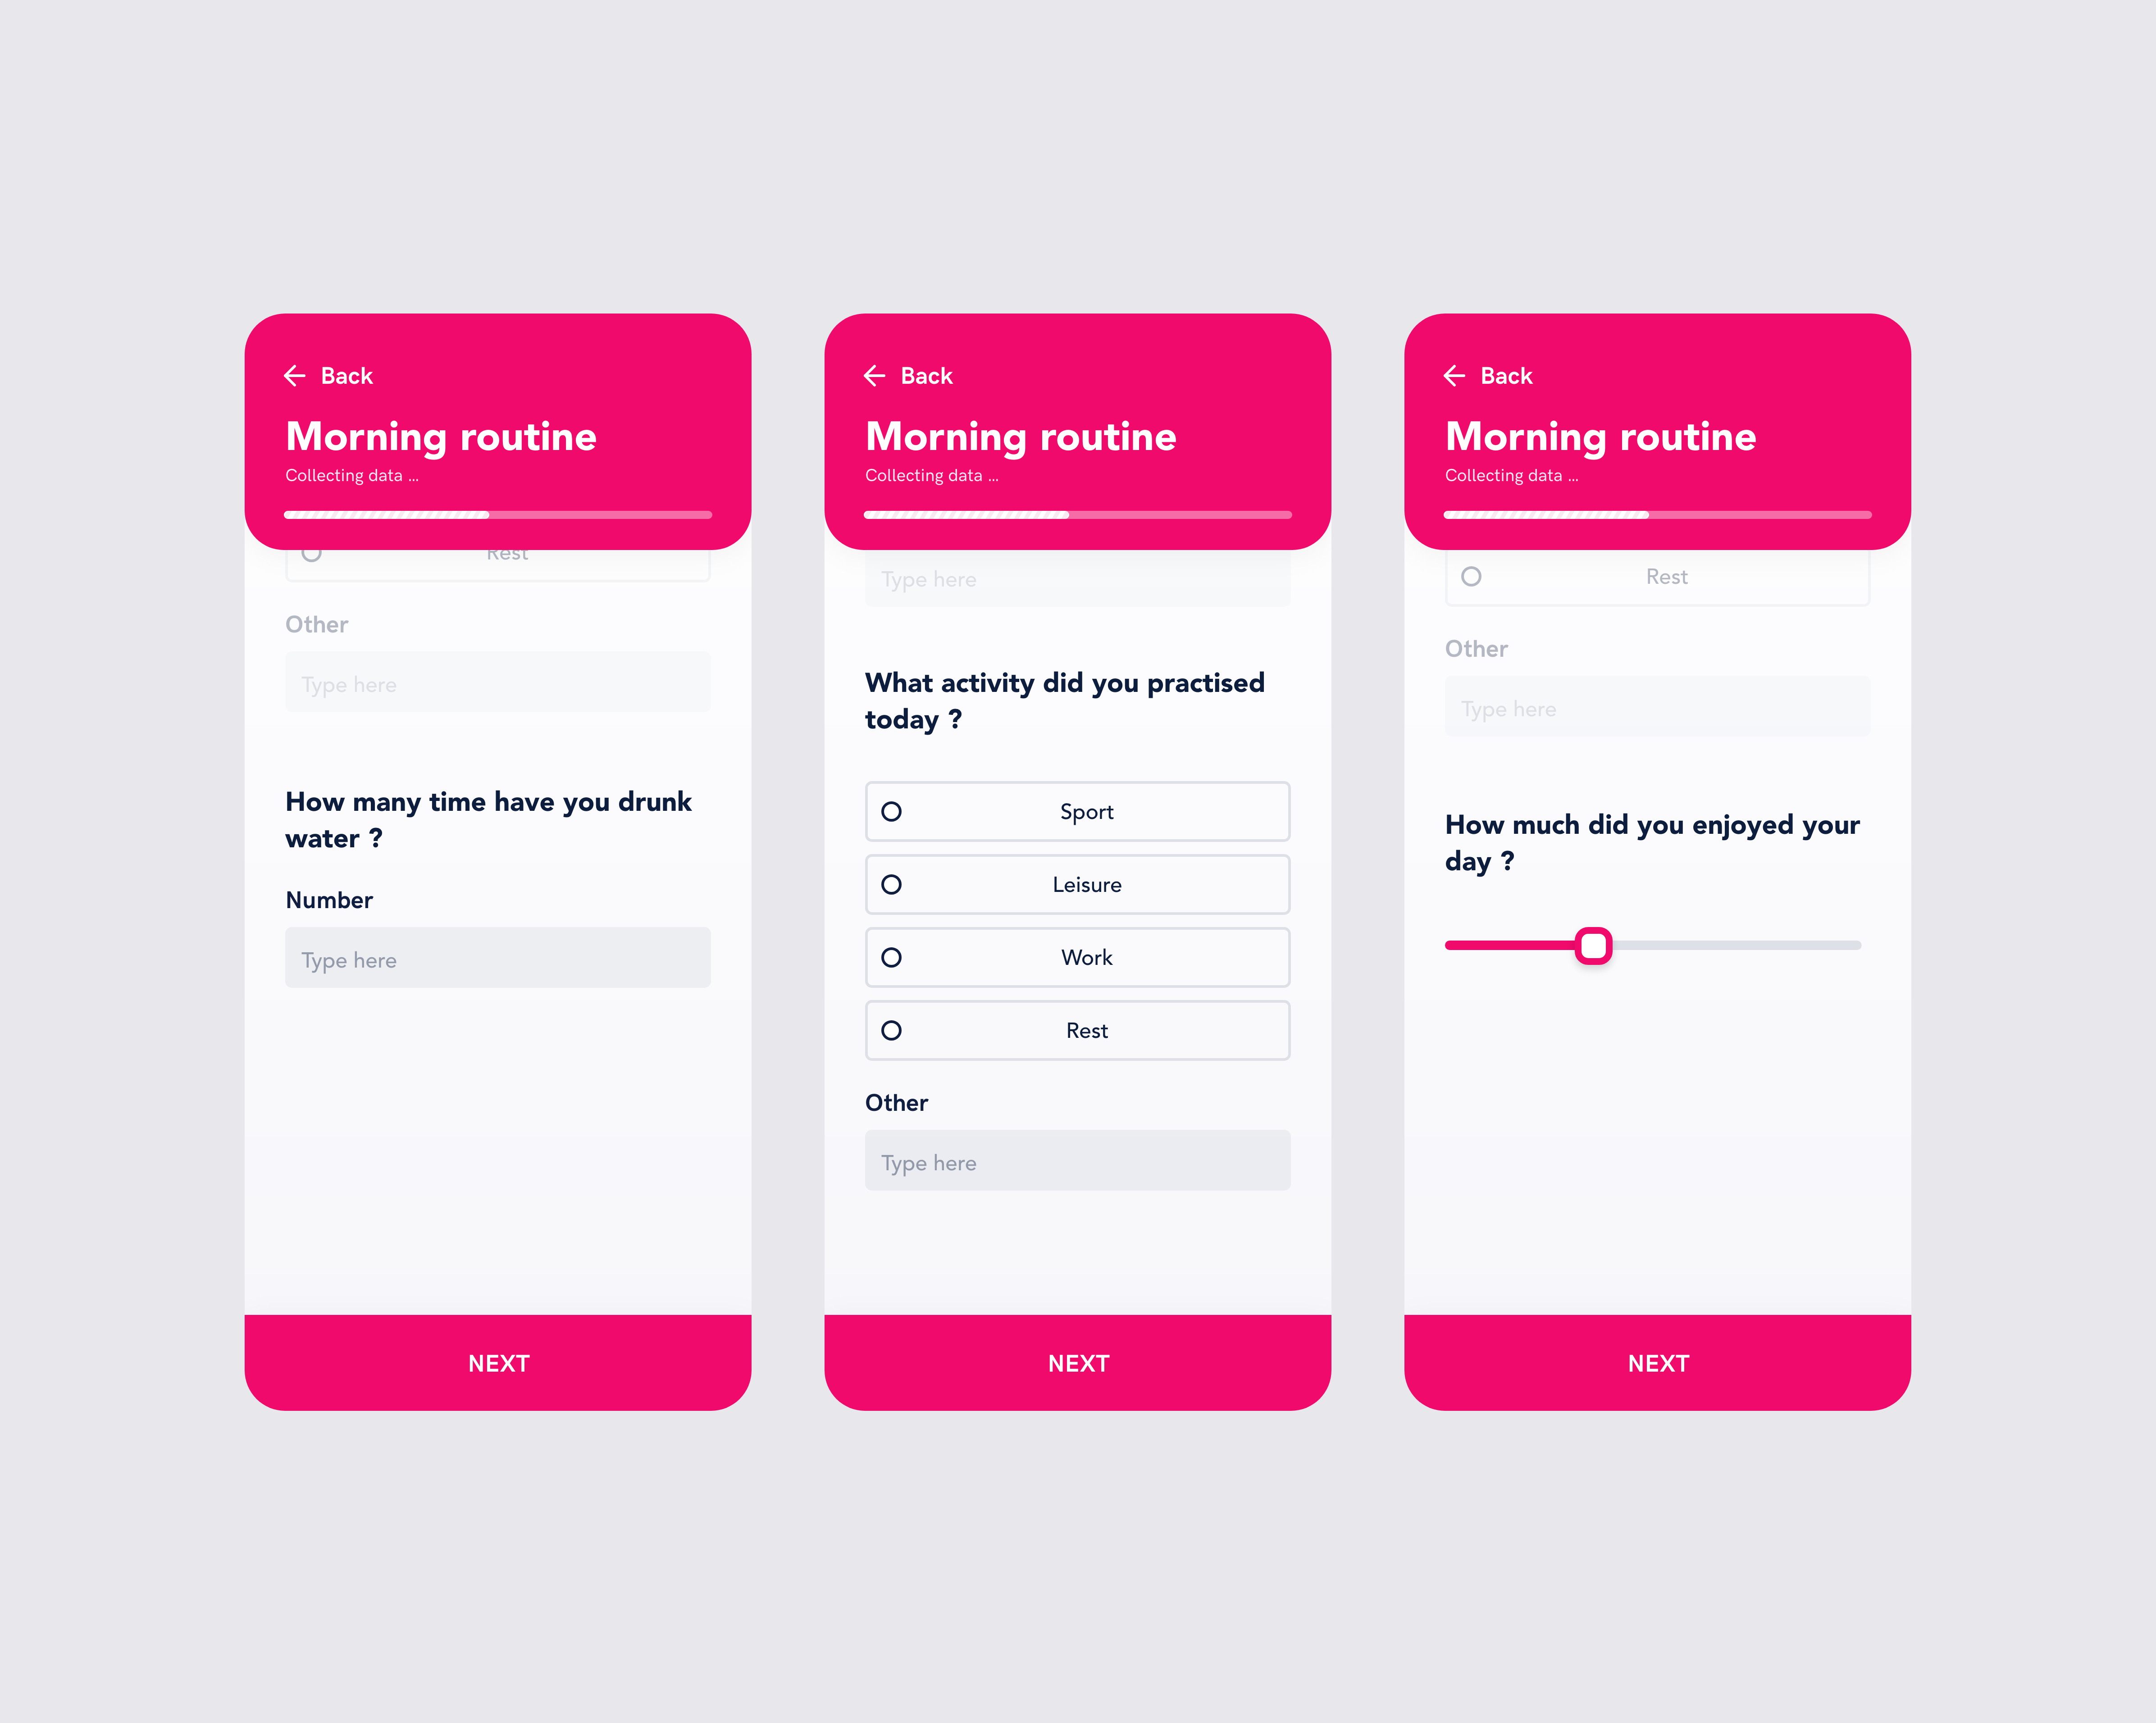 Back
Morning routine
Collecting data ...
Rest
Other
Type here
How many time have you drunk
water ?
Number
Type here
NEXT
Back
Morning routine
Collecting data ...
Type here
What activity did you practised
today ?
Sport
Leisure
Work
Rest
Other
Type here
NEXT
Back
Morning routine
Collecting data ...
Rest
Other
Type here
How much did you enjoyed your
day ?
NEXT